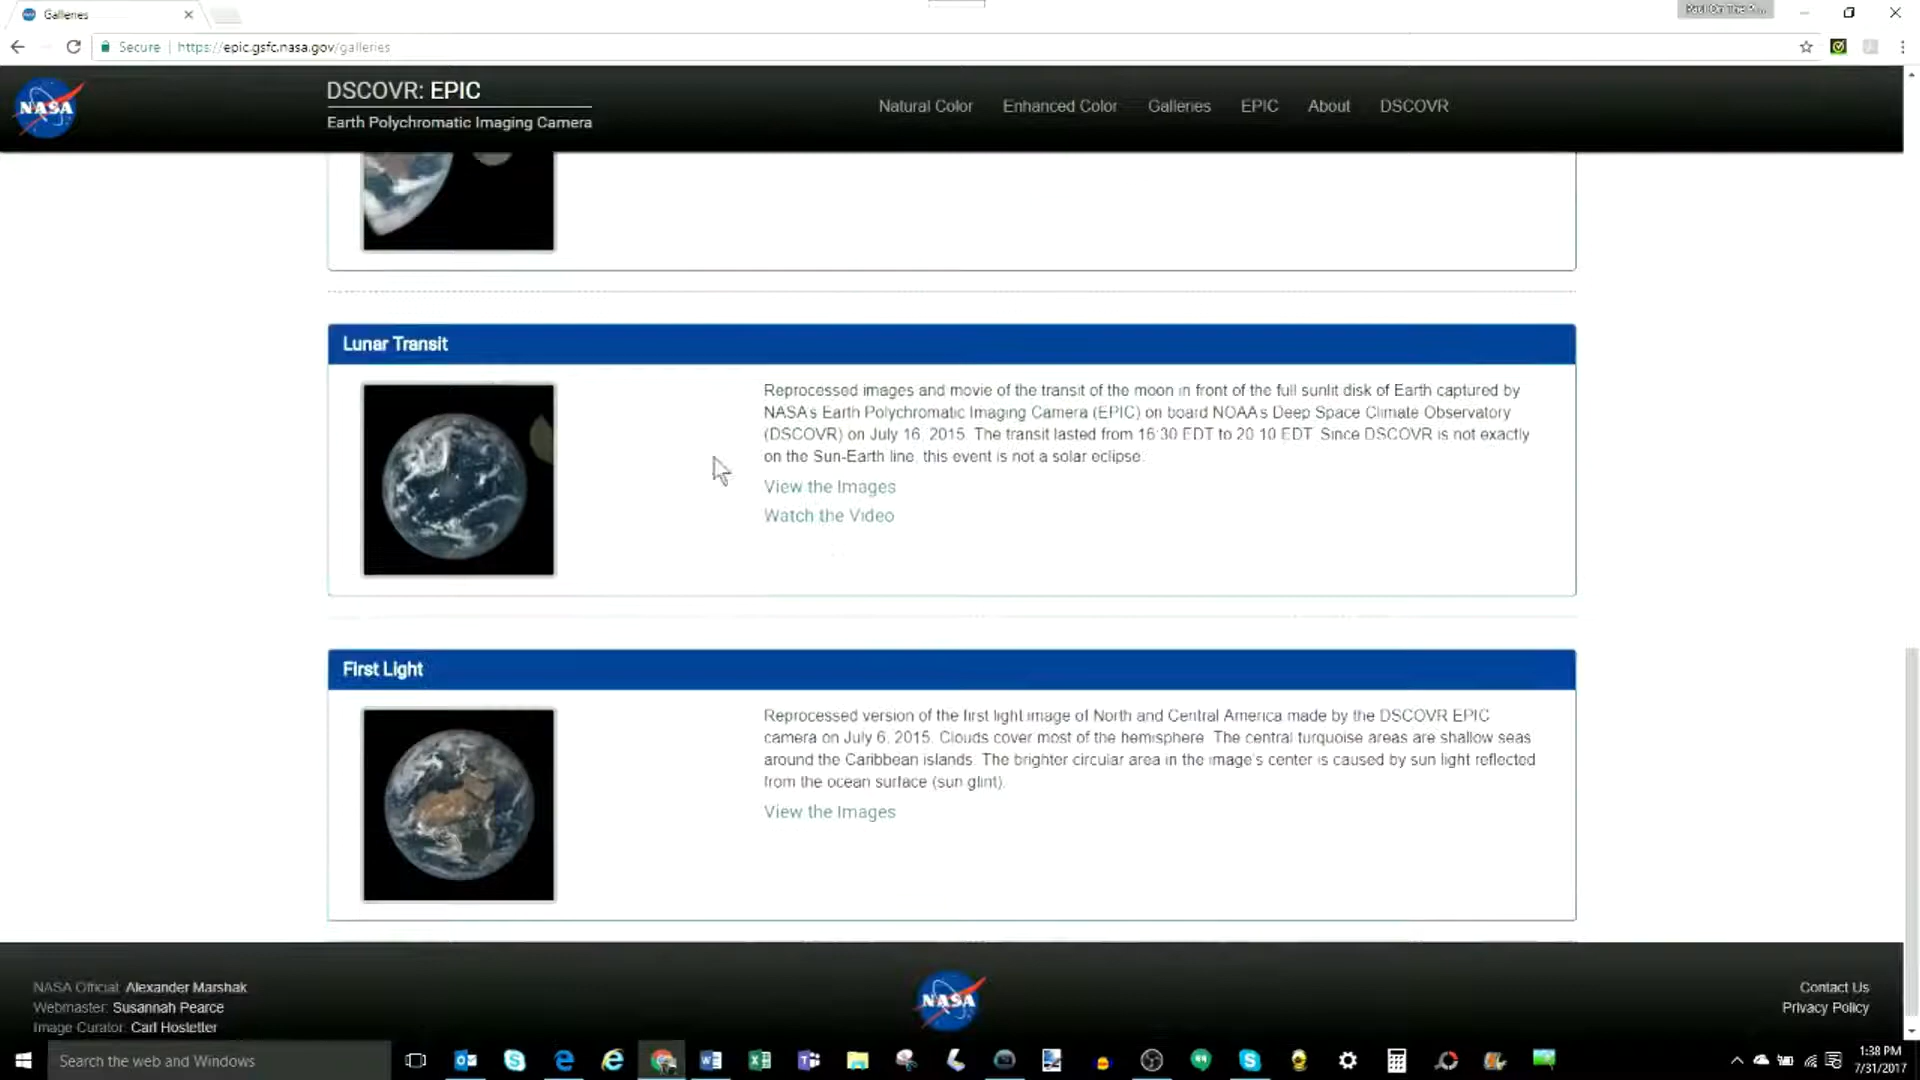 Galleries
Secure | https://epic.gsfc.nasa.gov/galleries
NASA
DSCOVR: EPIC
Earth Polychromatic Imaging Camera
Natural Color
Enhanced Color
Galleries
EPIC
About
DSCOVR
Lunar Transit
Reprocessed images and movie of the transit of the moon in front of the full sunlit disk of Earth captured by
NASA's Earth Polychromatic Imaging Camera (EPIC) on board NOAA's Deep Space Climate Observatory
(DSCOVR) on July 16, 2015. The transit lasted from 16:30 EDT to 20:10 EDT. Since DSCOVR is not exactly
on the Sun-Earth line, this event is not a solar eclipse.
View the Images
Watch the Video
First Light
Reprocessed version of the first light image of North and Central America made by the DSCOVR EPIC
camera on July 6, 2015. Clouds cover most of the hemisphere. The central turquoise areas are shallow seas
around the Caribbean islands. The brighter circular area in the image's center is caused by sun light reflected
from the ocean surface (sun glint).
View the Images
NASA Official: Alexander Marshak
Webmaster: Susannah Pearce
Image Curator: Carl Hostetter
NASA
Contact Us
Privacy Policy
Search the web and Windows
1:38 PM
7/31/2017